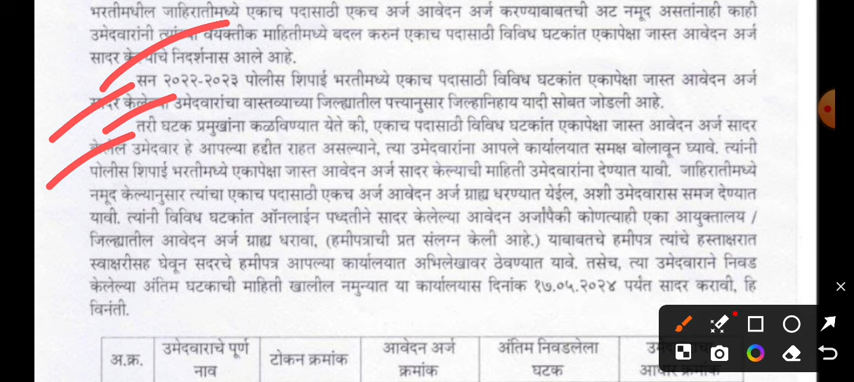 भरतीमधील जाहिरातीमध्ये एकाच पदासाठी एकच अर्ज आवेदन अर्ज करण्याबाबतची अट नमूद असतांनाही काही
उमेदवारांनी त्यांच्या वैयक्तीक माहितीमध्ये बदल करुन एकाच पदासाठी विविध घटकांत एकापेक्षा जास्त आवेदन अर्ज
सादर केल्याचे निदर्शनास आले आहे.
सन २०२२-२०२३ पोलीस शिपाई भरतीमध्ये एकाच पदासाठी विविध घटकांत एकापेक्षा जास्त आवेदन अर्ज
सादर केलेल्या उमेदवारांचा वास्तव्याच्या जिल्ह्यातील पत्त्यानुसार जिल्हानिहाय यादी सोबत जोडली आहे.
तरी घटक प्रमुखांना कळविण्यात येते की, एकाच पदासाठी विविध घटकांत एकापेक्षा जास्त आवेदन अर्ज सादर
केलेले उमेदवार हे आपल्या हद्दीत राहत असल्याने, त्या उमेदवारांना आपले कार्यालयात समक्ष बोलावून घ्यावे. त्यांनी
पोलीस शिपाई भरतीमध्ये एकापेक्षा जास्त आवेदन अर्ज सादर केल्याची माहिती उमेदवारांना देण्यात यावी. जाहिरातीमध्ये
नमूद केल्यानुसार त्यांचा एकाच पदासाठी एकच अर्ज आवेदन अर्ज ग्राह्य धरण्यात येईल, अशी उमेदवारास समज देण्यात
यावी. त्यांनी विविध घटकांत ऑनलाईन पध्दतीने सादर केलेल्या आवेदन अर्जांपैकी कोणत्याही एका आयुक्तालय /
जिल्ह्यातील आवेदन अर्ज ग्राह्य धरावा, (हमीपत्राची प्रत संलग्न केली आहे.) याबाबतचे हमीपत्र त्यांचे हस्ताक्षरात
स्वाक्षरीसह घेवून सदरचे हमीपत्र आपल्या कार्यालयात अभिलेखावर ठेवण्यात यावे. तसेच, त्या उमेदवाराने निवड
केलेल्या अंतिम घटकाची माहिती खालील नमुन्यात या कार्यालयास दिनांक १७.०५.२०२४ पर्यंत सादर करावी, हि
विनंती.
अ.क्र. उमेदवाराचे पूर्ण नाव टोकन क्रमांक आवेदन अर्ज क्रमांक अंतिम निवडलेला घटक